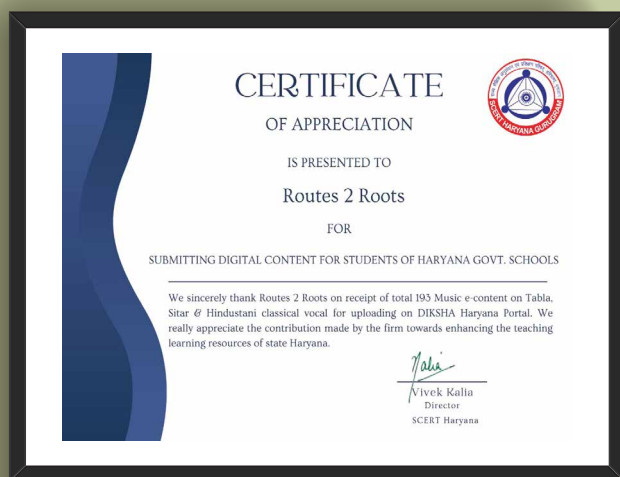 CERTIFICATE
OF APPRECIATION
IS PRESENTED TO
Routes 2 Roots
FOR
SUBMITTING DIGITAL CONTENT FOR STUDENTS OF HARYANA GOVT. SCHOOLS
We sincerely thank Routes 2 Roots on receipt of total 193 Music e-content on Tabla,
Sitar & Hindustani classical vocal for uploading on DIKSHA Haryana Portal. We
really appreciate the contribution made by the firm towards enhancing the teaching
learning resources of state Haryana.
Vivek Kalia
Director
SCERT Haryana
SCERT HARYANA GURUGRAM